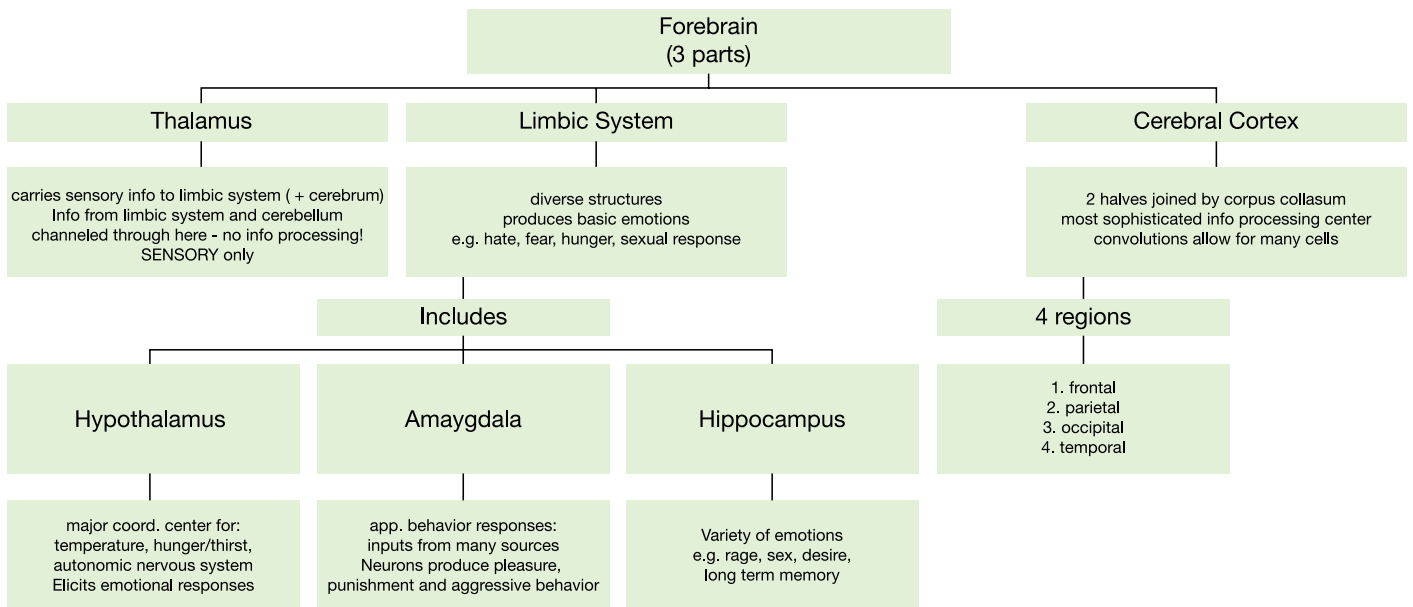 Forebrain
(3 parts)
Thalamus
Limbic System
Cerebral Cortex
carries sensory info to limbic system ( + cerebrum)
Info from limbic system and cerebellum
channeled through here - no info processing!
SENSORY only
diverse structures
produces basic emotions
e.g. hate, fear, hunger, sexual response
2 halves joined by corpus collasum
most sophisticated info processing center
convolutions allow for many cells
Includes
4 regions
Hypothalamus
Amaygdala
Hippocampus
1. frontal
2. parietal
3. occipital
4. temporal
major coord. center for:
temperature, hunger/thirst,
autonomic nervous system
Elicits emotional responses
app. behavior responses:
inputs from many sources
Neurons produce pleasure,
punishment and aggressive behavior
Variety of emotions
e.g. rage, sex, desire,
long term memory